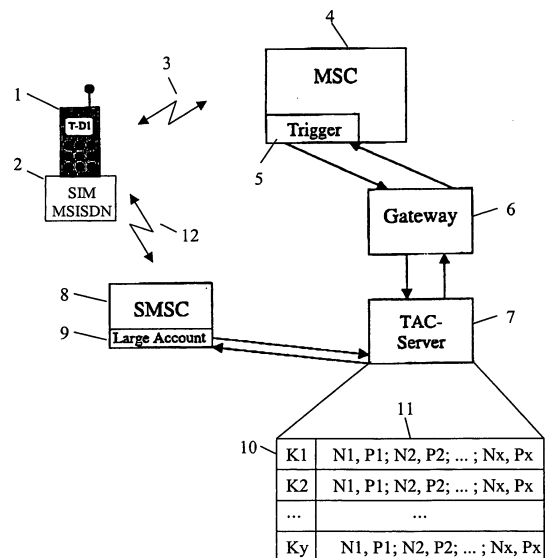 4
MSC
3
1
T-D1
Trigger
2
5
SIM
MSISDN
Gateway
6
12
8
SMSC
TAC-
Server
7
9
Large Account
11
10
K1 N1, P1; N2, P2; ... ; Nx, Px
K2 N1, P1; N2, P2; ... ; Nx, Px
... ...
Ky N1, P1; N2, P2; ... ; Nx, Px